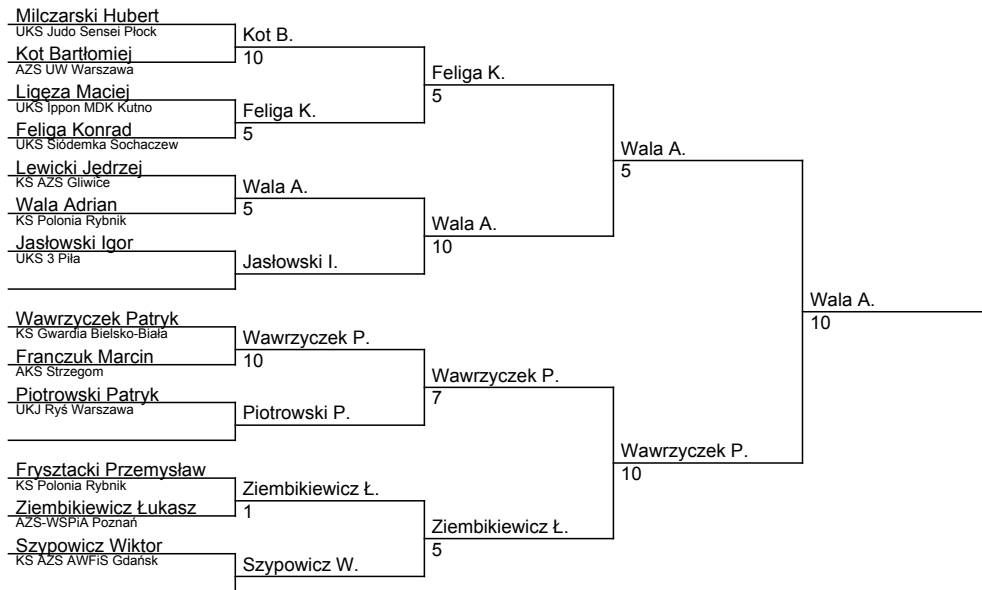 Milczarski Hubert
UKS Judo Sensei Płock
Kot Bartłomiej
AZS UW Warszawa
Ligęza Maciej
UKS Ippon MDK Kutno
Feliga Konrad
UKS Siódemka Sochaczew
Lewicki Jędrzej
KS AZS Gliwice
Wala Adrian
KS Polonia Rybnik
Jasłowski Igor
UKS 3 Piła
Wawrzyczek Patryk
KS Gwardia Bielsko-Biała
Franczuk Marcin
AKS Strzegom
Piotrowski Patryk
UKJ Ryś Warszawa
Frysztacki Przemysław
KS Polonia Rybnik
Ziembikiewicz Łukasz
AZS-WSPiA Poznań
Szypowicz Wiktor
KS AZS AWFiS Gdańsk
Kot B.
10
Feliga K.
5
Wala A.
5
Jasłowski I.
Wawrzyczek P.
10
Piotrowski P.
Ziembikiewicz Ł.
1
Szypowicz W.
Feliga K.
5
Wala A.
10
Wawrzyczek P.
7
Ziembikiewicz Ł.
5
Wala A.
5
Wawrzyczek P.
10
Wala A.
10